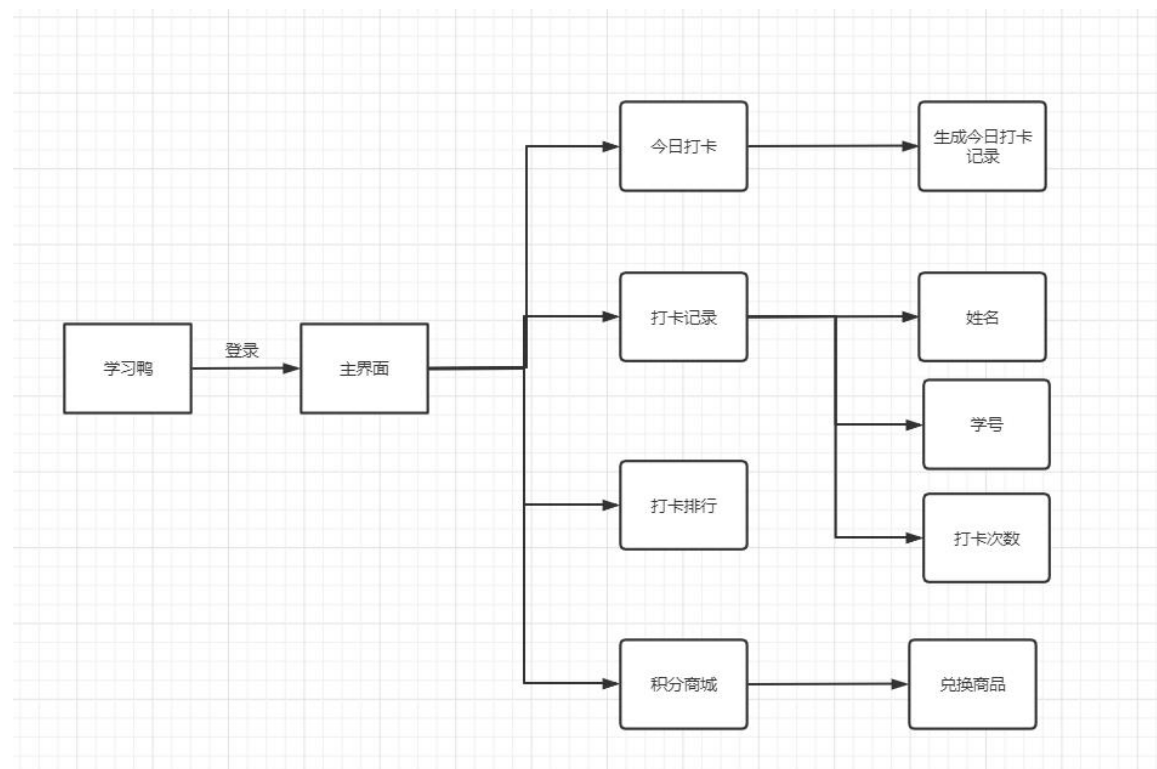 今日打卡
生成今日打卡
记录
打卡记录
姓名
学习鸭
登录
主界面
学号
打卡排行
打卡次数
积分商城
兑换商品